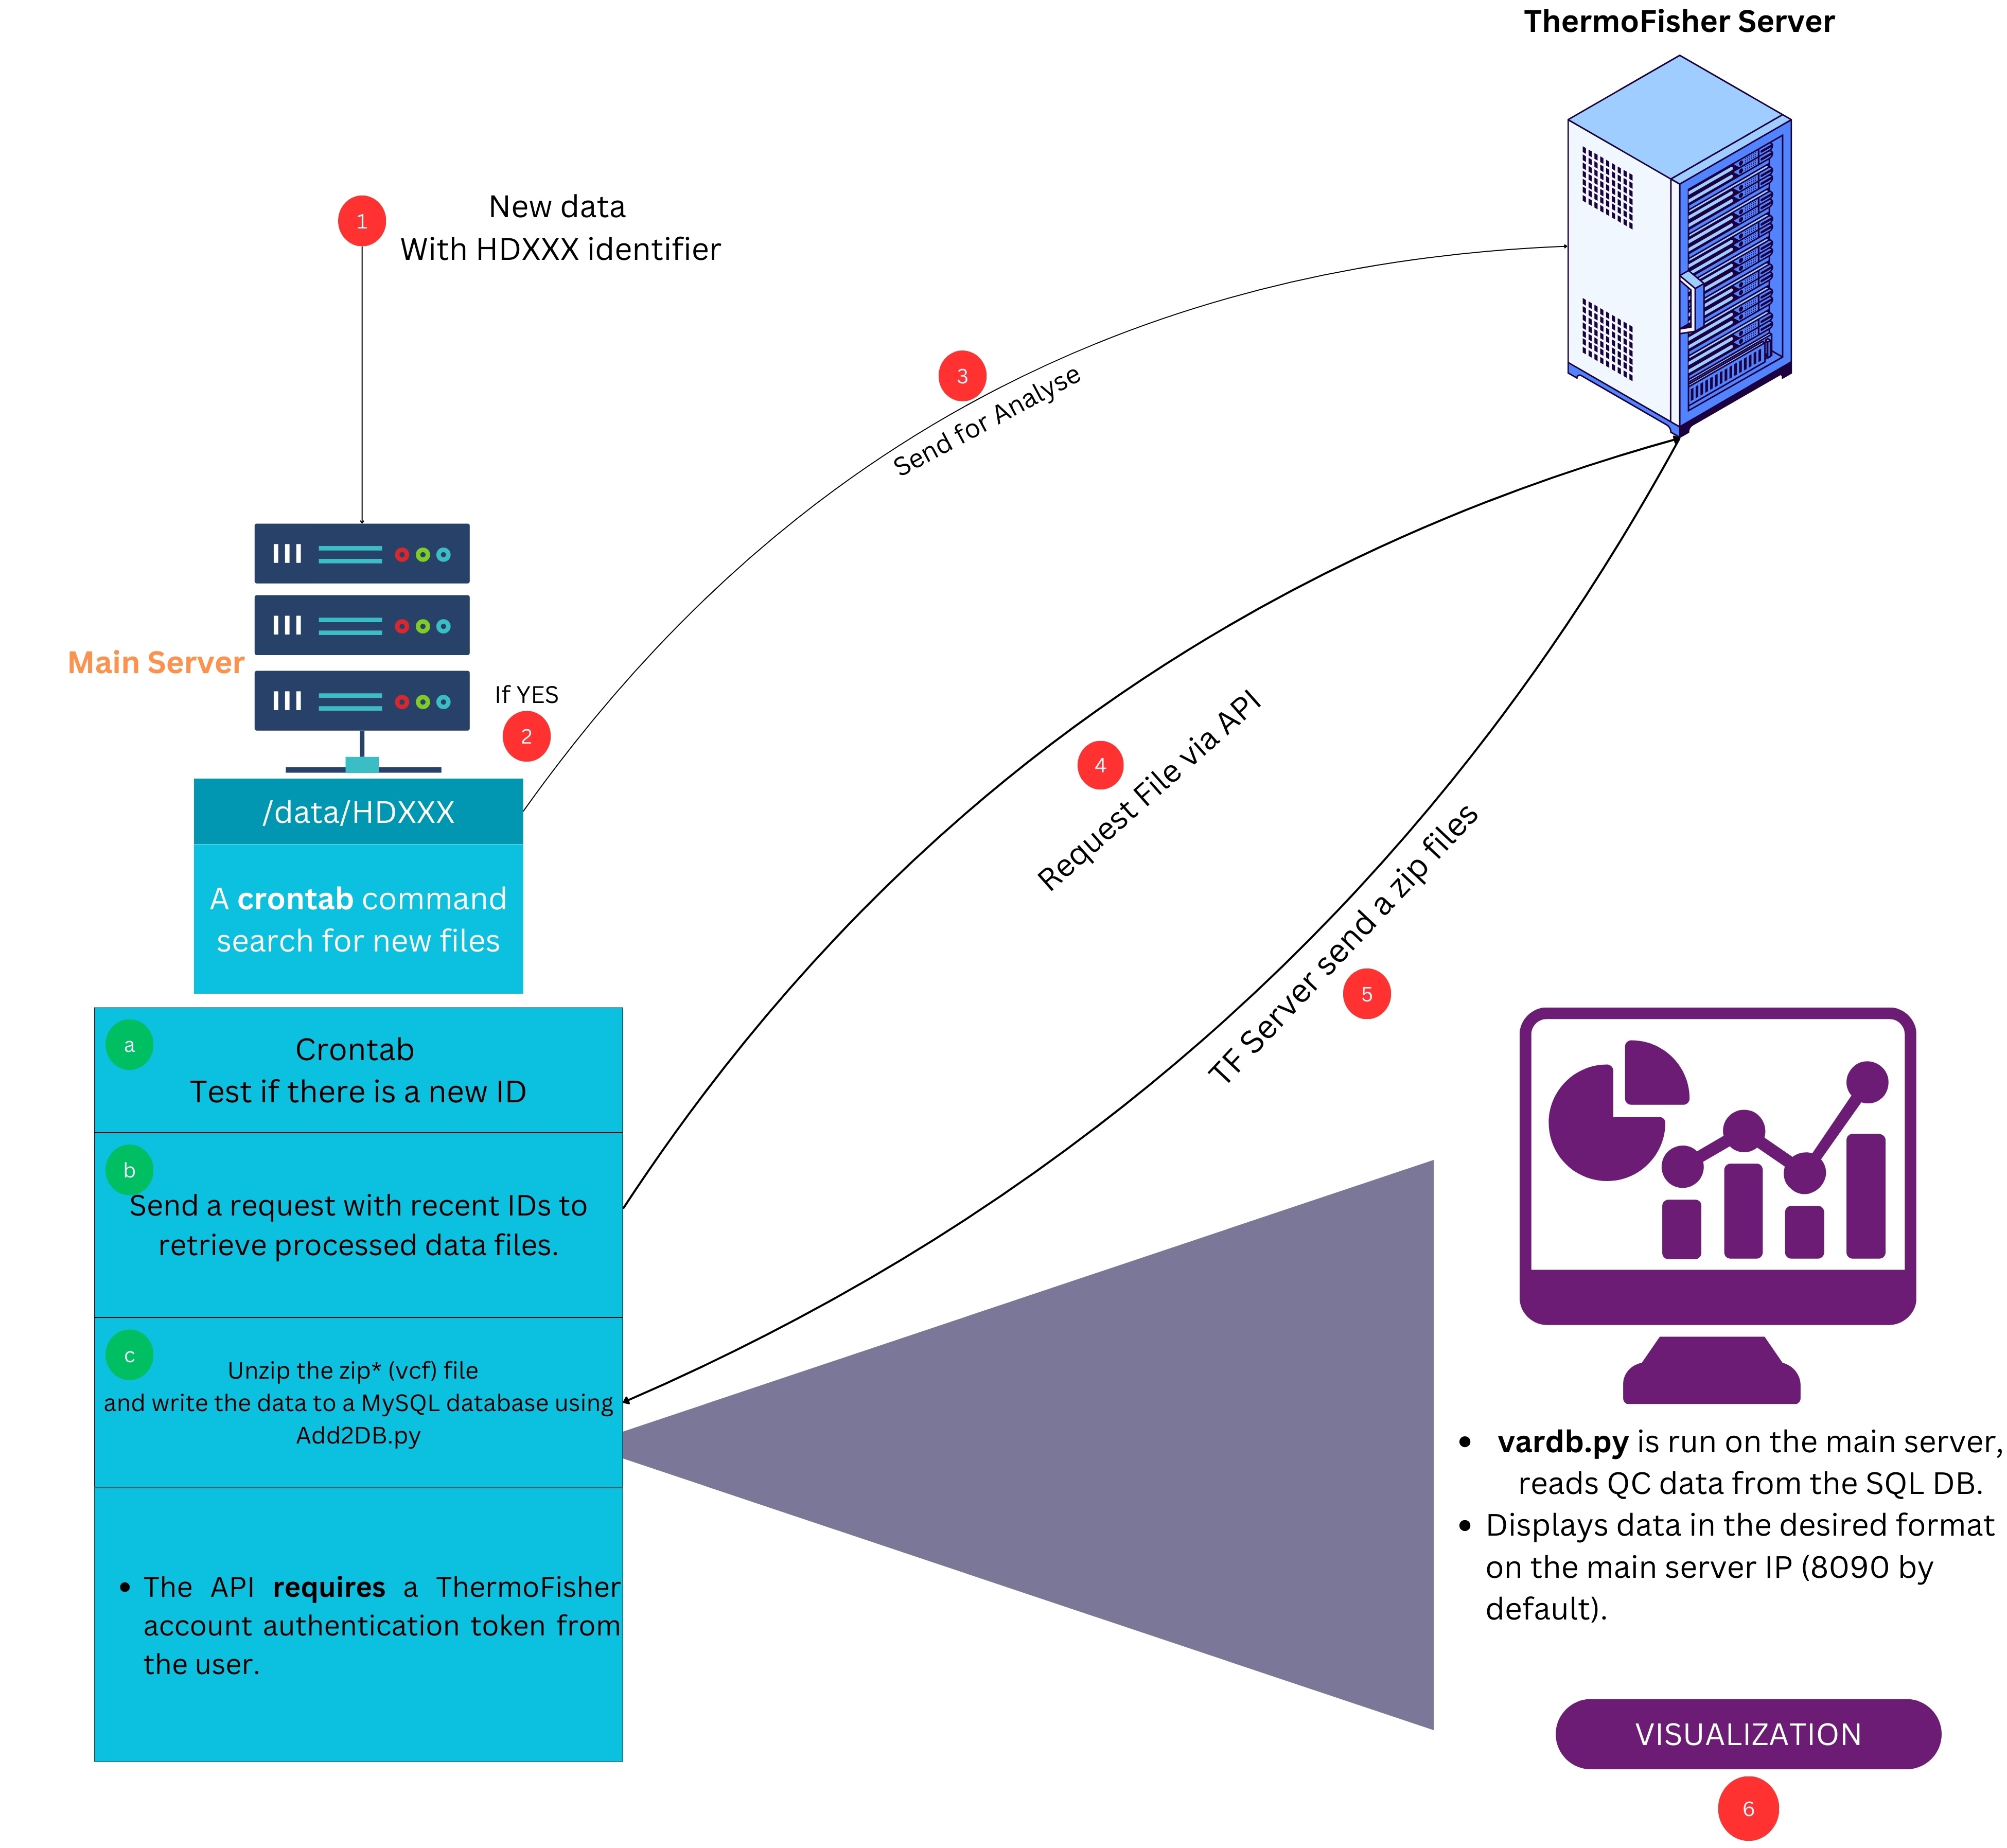 ThermoFisher Server
1
New data
With HDXXX identifier
3
Send for Analyse
Main Server
If YES
2
/data/HDXXX
A crontab command
search for new files
4
Request File via API
TF Server send a zip files
5
a
Crontab
Test if there is a new ID
b
Send a request with recent IDs to
retrieve processed data files.
c
Unzip the zip* (vcf) file
and write the data to a MySQL database using
Add2DB.py
• The API requires a ThermoFisher
account authentication token from
the user.
• vardb.py is run on the main server,
reads QC data from the SQL DB.
• Displays data in the desired format
on the main server IP (8090 by
default).
VISUALIZATION
6